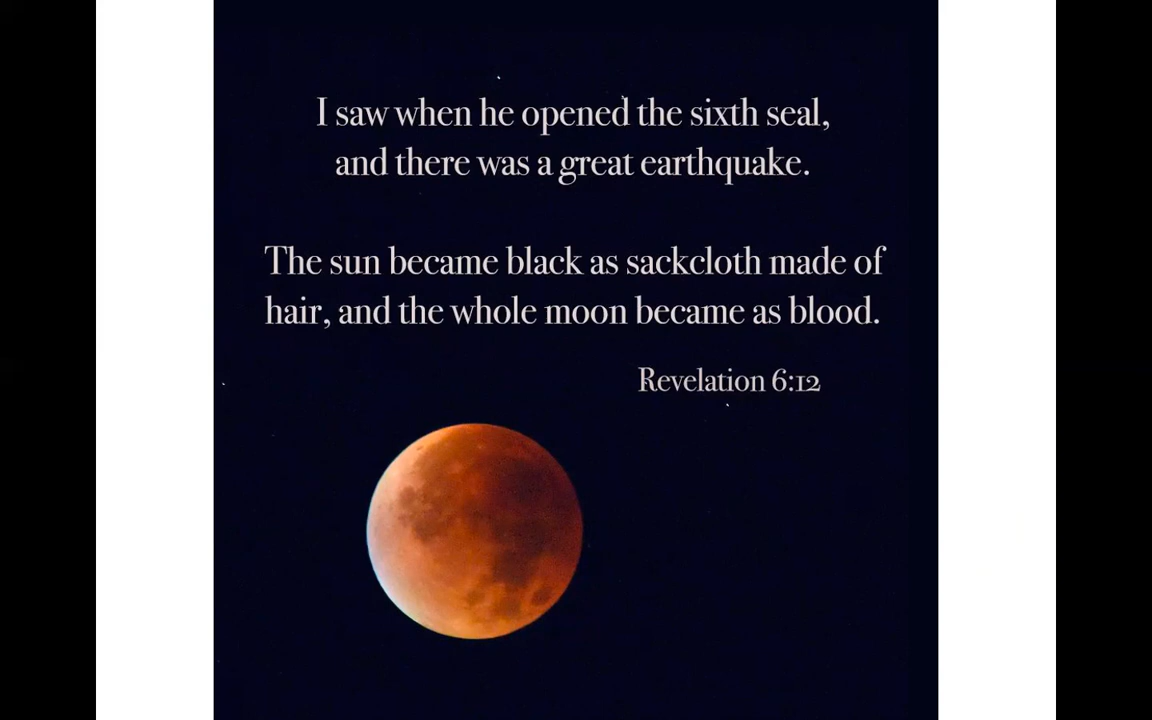 I saw when he opened the sixth seal,
and there was a great earthquake.
The sun became black as sackcloth made of
hair, and the whole moon became as blood.
Revelation 6:12